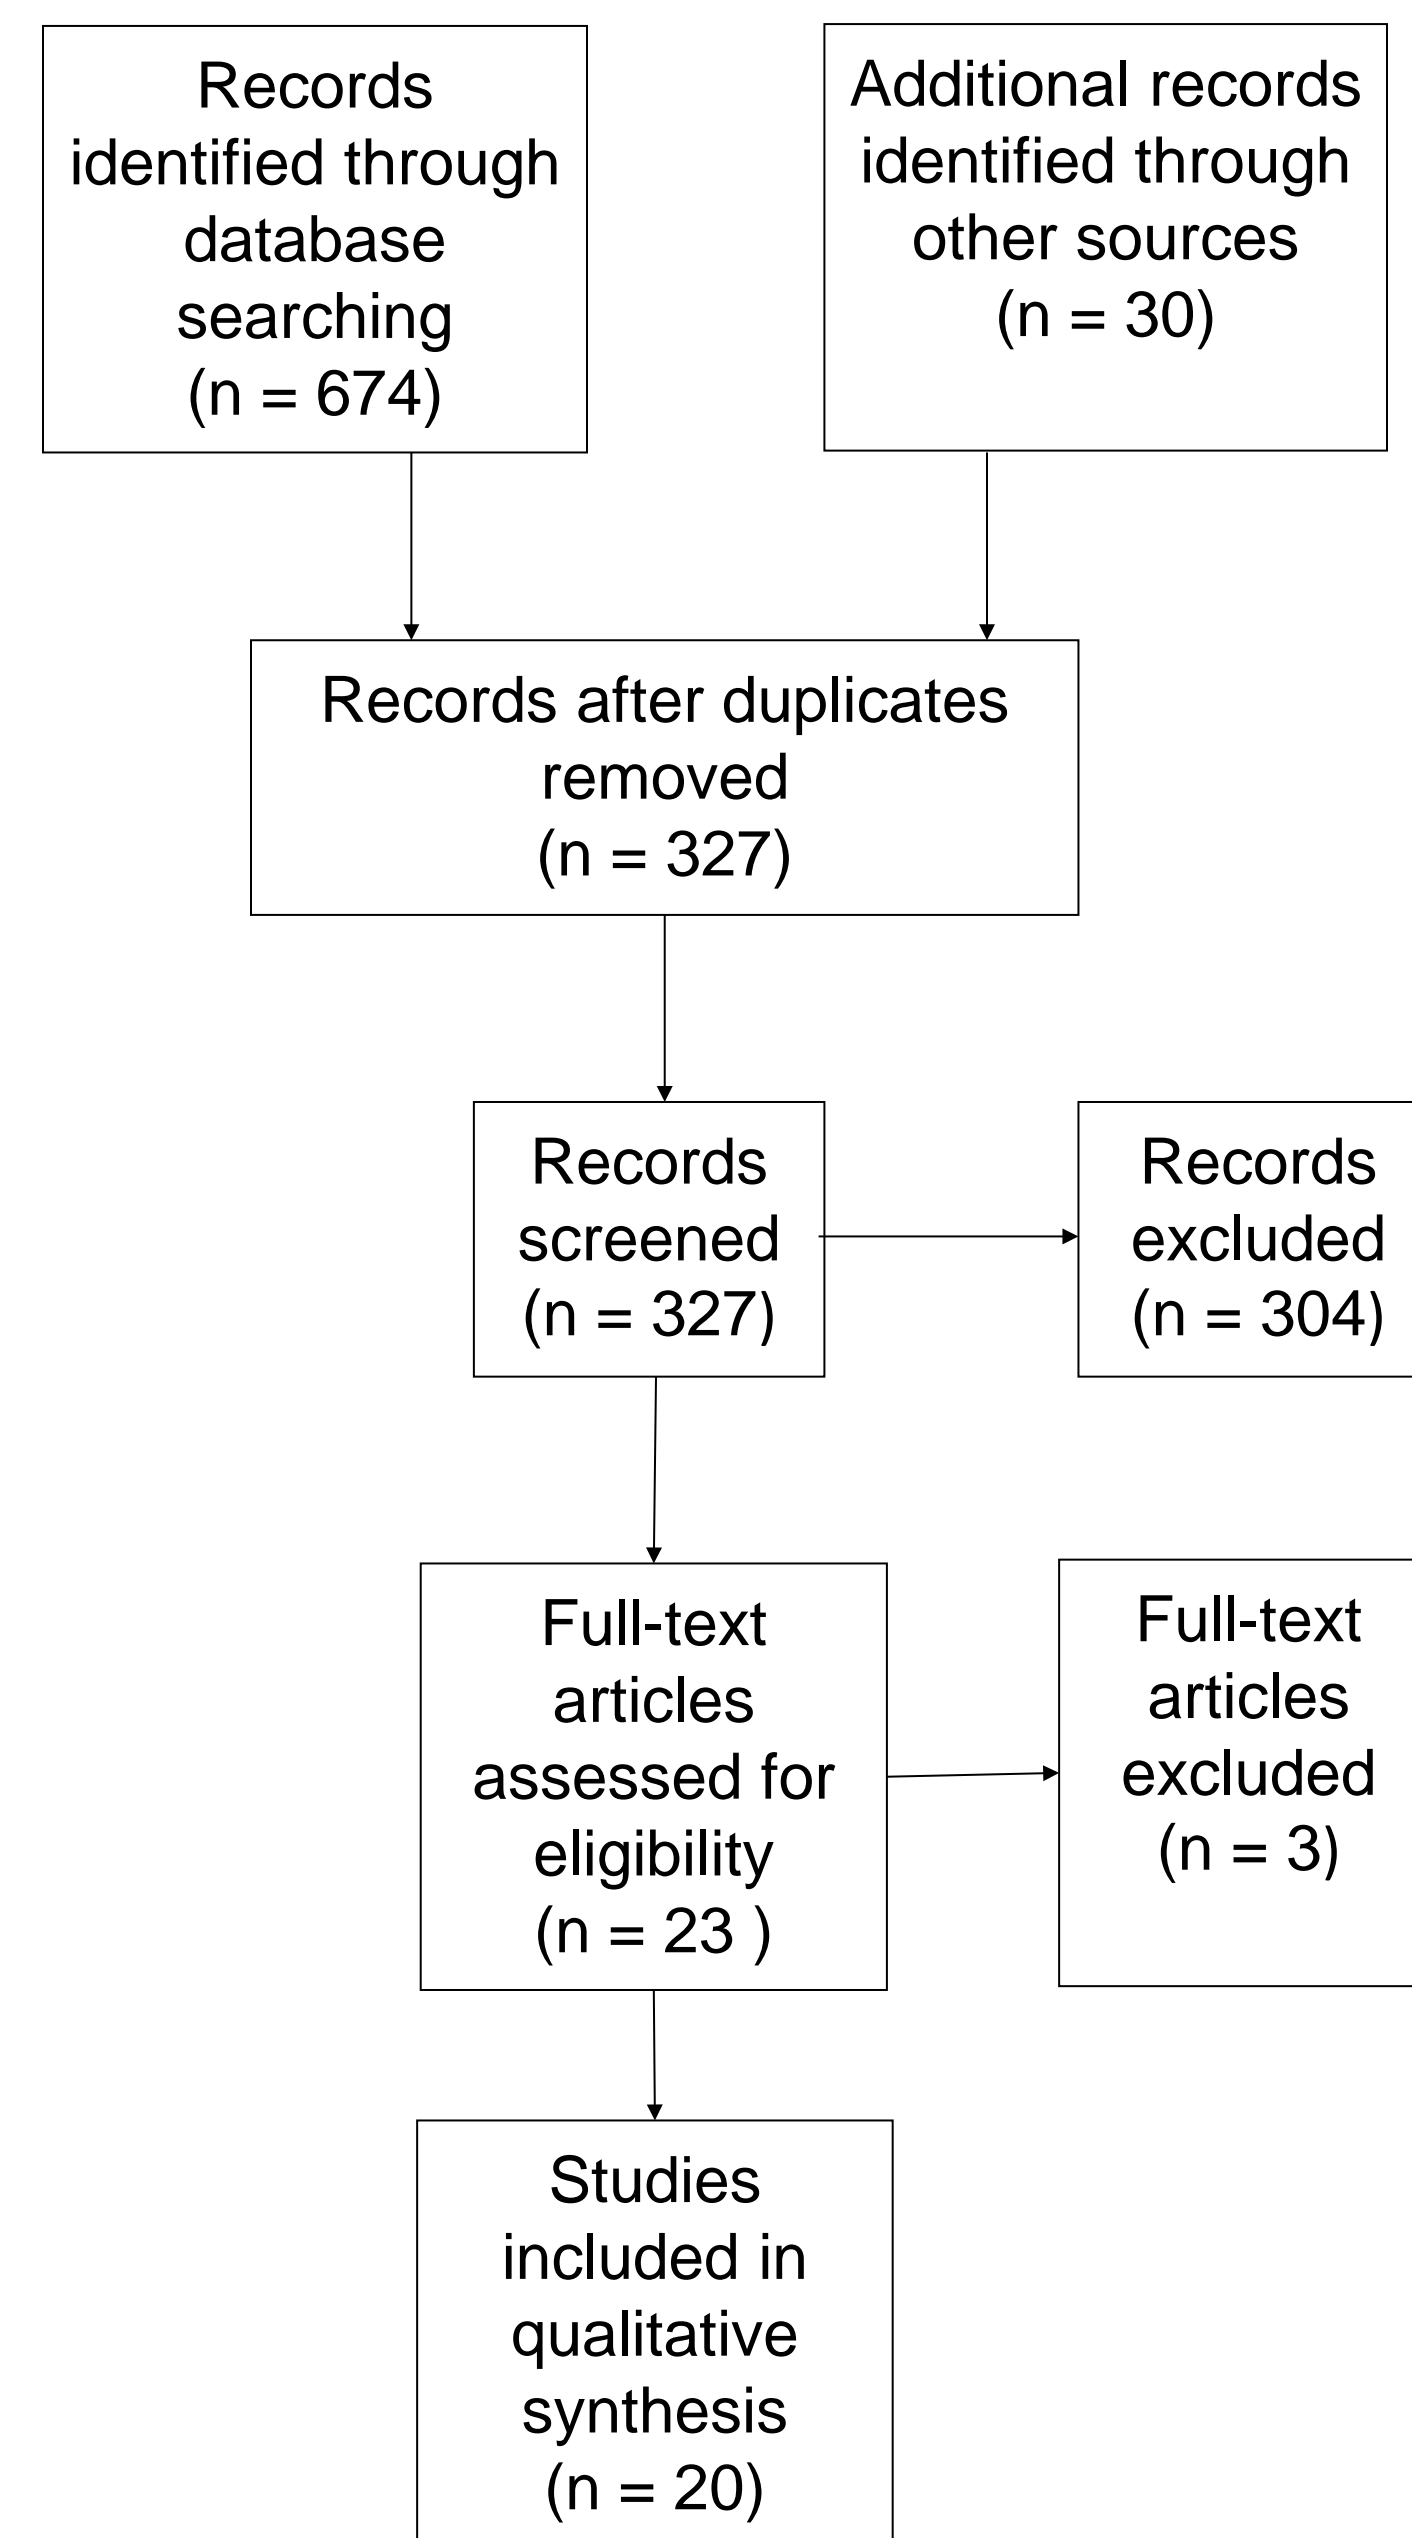 Records
identified through
database
searching
(n = 674)
Additional records
identified through
other sources
(n = 30)
Records after duplicates
removed
(n = 327)
Records
screened
(n = 327)
Records
excluded
(n = 304)
Full-text
articles
assessed for
eligibility
(n = 23 )
Full-text
articles
excluded
(n = 3)
Studies
included in
qualitative
synthesis
(n = 20)